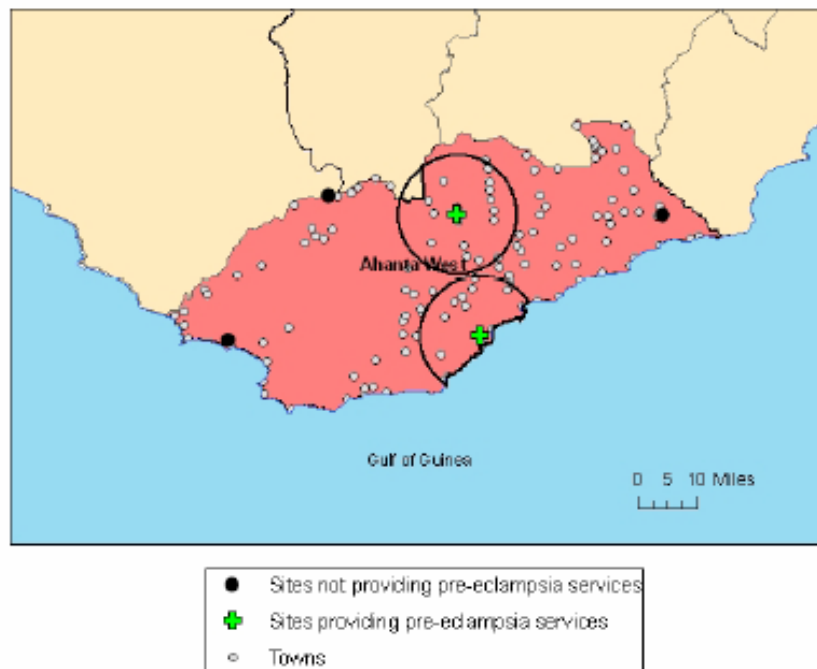 Ahanta West
Gulf of Guinea
0 5 10 Miles
Sites not providing pre-eclampsia services
Sites providing pre-eclampsia services
Towns